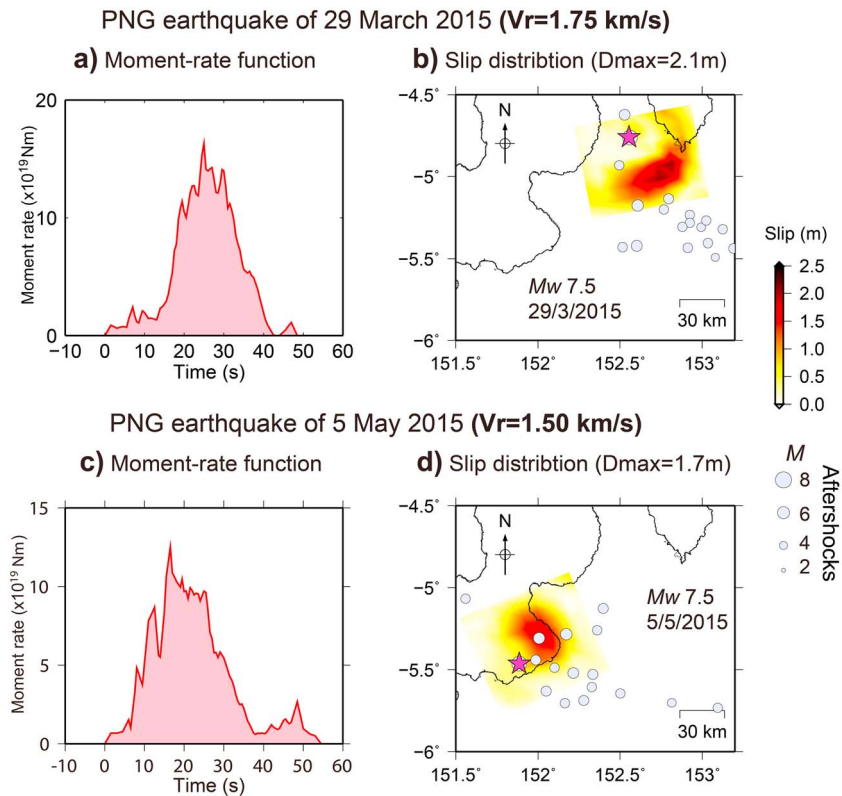 PNG earthquake of 29 March 2015 (Vr=1.75 km/s)
a) Moment-rate function
b) Slip distribtion (Dmax=2.1m)
20
10
0
Moment rate (x10¹⁹ Nm)
−10 0 10 20 30 40 50 60
Time (s)
−4.5˚
−5˚
−5.5˚
−6˚
N
Mw 7.5
29/3/2015
30 km
151.5˚ 152˚ 152.5˚ 153˚
Slip (m)
2.5
2.0
1.5
1.0
0.5
0.0
PNG earthquake of 5 May 2015 (Vr=1.50 km/s)
c) Moment-rate function
d) Slip distribtion (Dmax=1.7m)
15
10
5
0
Moment rate (x10¹⁹ Nm)
-10 0 10 20 30 40 50 60
Time (s)
−4.5˚
−5˚
−5.5˚
−6˚
N
Mw 7.5
5/5/2015
30 km
151.5˚ 152˚ 152.5˚ 153˚
M
8
6
4
2
Aftershocks